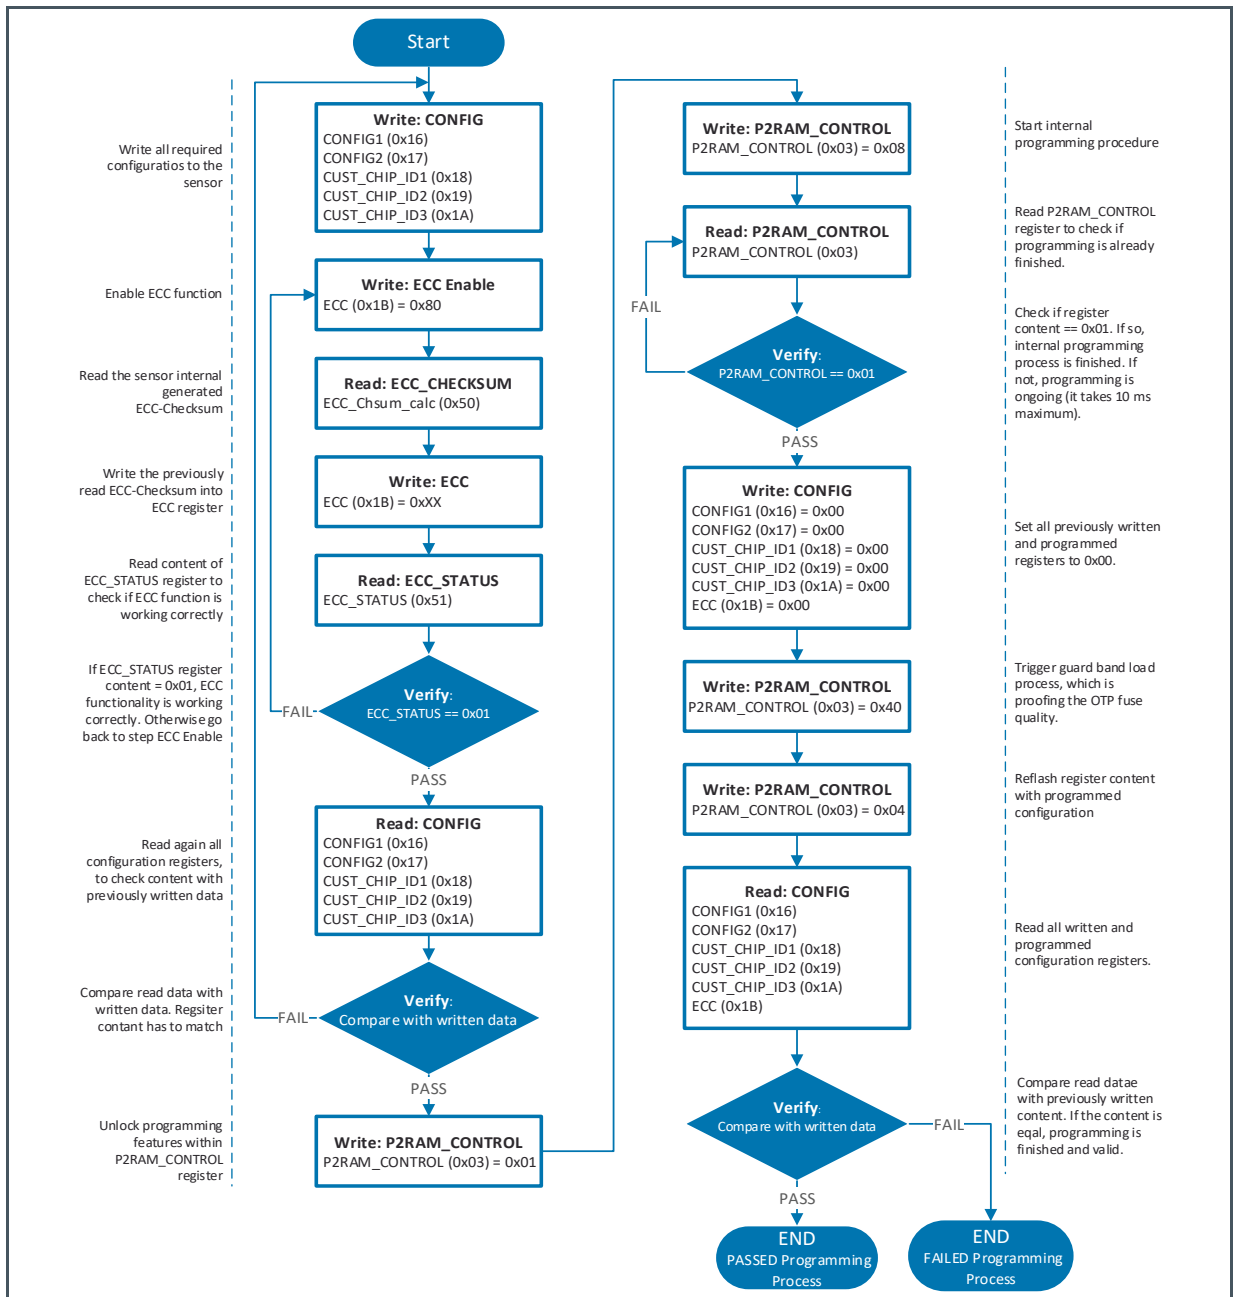 Start
Write all required
configuratios to the
sensor
Write: CONFIG
CONFIG1 (0x16)
CONFIG2 (0x17)
CUST_CHIP_ID1 (0x18)
CUST_CHIP_ID2 (0x19)
CUST_CHIP_ID3 (0x1A)
Enable ECC function
Write: ECC Enable
ECC (0x1B) = 0x80
Read the sensor internal
generated
ECC-Checksum
Read: ECC_CHECKSUM
ECC_Chsum_calc (0x50)
Write the previously
read ECC-Checksum into
ECC register
Write: ECC
ECC (0x1B) = 0xXX
Read content of
ECC_STATUS register to
check if ECC function is
working correctly
Read: ECC_STATUS
ECC_STATUS (0x51)
If ECC_STATUS register
content = 0x01, ECC
functionality is working
correctly. Otherwise go
back to step ECC Enable
FAIL
Verify:
ECC_STATUS == 0x01
PASS
Read again all
configuration registers,
to check content with
previously written data
Read: CONFIG
CONFIG1 (0x16)
CONFIG2 (0x17)
CUST_CHIP_ID1 (0x18)
CUST_CHIP_ID2 (0x19)
CUST_CHIP_ID3 (0x1A)
Compare read data with
written data. Regsiter
contant has to match
FAIL
Verify:
Compare with written data
PASS
Unlock programming
features within
P2RAM_CONTROL
register
Write: P2RAM_CONTROL
P2RAM_CONTROL (0x03) = 0x01
Write: P2RAM_CONTROL
P2RAM_CONTROL (0x03) = 0x08
Start internal
programming procedure
Read: P2RAM_CONTROL
P2RAM_CONTROL (0x03)
Read P2RAM_CONTROL
register to check if
programming is already
finished.
FAIL
Verify:
P2RAM_CONTROL == 0x01
Check if register
content == 0x01. If so,
internal programming
process is finished. If
not, programming is
ongoing (it takes 10 ms
maximum).
PASS
Write: CONFIG
CONFIG1 (0x16) = 0x00
CONFIG2 (0x17) = 0x00
CUST_CHIP_ID1 (0x18) = 0x00
CUST_CHIP_ID2 (0x19) = 0x00
CUST_CHIP_ID3 (0x1A) = 0x00
ECC (0x1B) = 0x00
Set all previously written
and programmed
registers to 0x00.
Write: P2RAM_CONTROL
P2RAM_CONTROL (0x03) = 0x40
Trigger guard band load
process, which is
proofing the OTP fuse
quality.
Write: P2RAM_CONTROL
P2RAM_CONTROL (0x03) = 0x04
Reflash register content
with programmed
configuration
Read: CONFIG
CONFIG1 (0x16)
CONFIG2 (0x17)
CUST_CHIP_ID1 (0x18)
CUST_CHIP_ID2 (0x19)
CUST_CHIP_ID3 (0x1A)
ECC (0x1B)
Read all written and
programmed
configuration registers.
Verify:
Compare with written data
FAIL
Compare read datae
with previously written
content. If the content is
eqal, programming is
finished and valid.
PASS
END
PASSED Programming
Process
END
FAILED Programming
Process